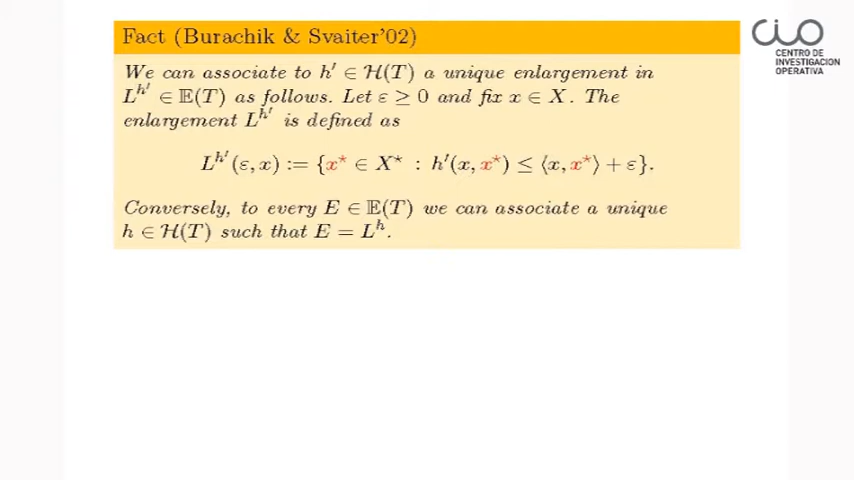 Fact (Burachik & Svaiter'02)
We can associate to h′ ∈ H(T) a unique enlargement in
L^{h′} ∈ 𝔼(T) as follows. Let ε ≥ 0 and fix x ∈ X. The
enlargement L^{h′} is defined as
L^{h′}(ε, x) := {x⋆ ∈ X⋆ : h′(x, x⋆) ≤ ⟨x, x⋆⟩ + ε}.
Conversely, to every E ∈ 𝔼(T) we can associate a unique
h ∈ H(T) such that E = L^h.
CIO
CENTRO DE
INVESTIGACION
OPERATIVA